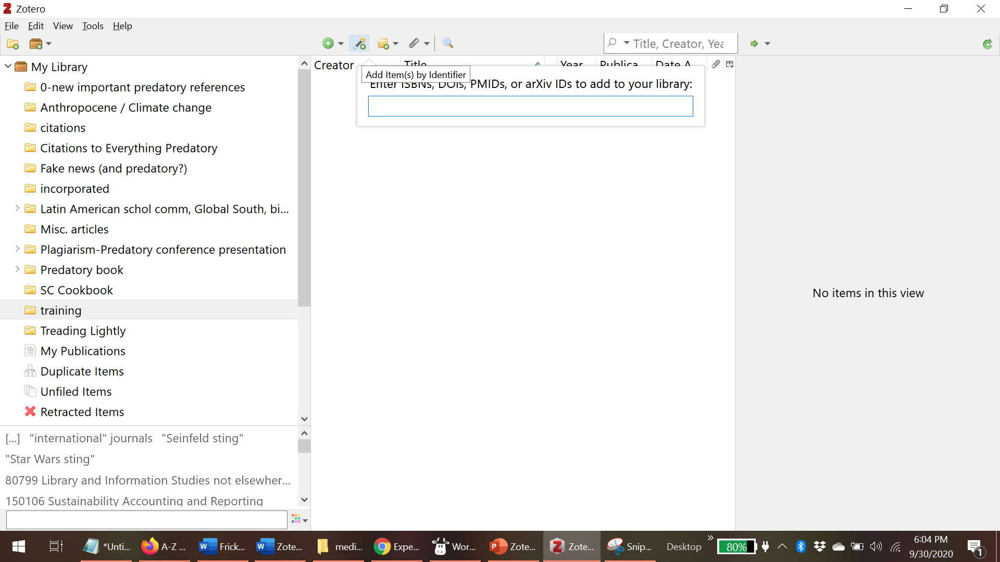 Zotero
File Edit View Tools Help
Title, Creator, Yea
My Library
0-new important predatory references
Anthropocene / Climate change
citations
Citations to Everything Predatory
Fake news (and predatory?)
incorporated
Latin American schol comm, Global South, bi...
Misc. articles
Plagiarism-Predatory conference presentation
Predatory book
SC Cookbook
training
Treading Lightly
My Publications
Duplicate Items
Unfiled Items
Retracted Items
[...] "international" journals "Seinfeld sting"
"Star Wars sting"
80799 Library and Information Studies not elsewher...
150106 Sustainability Accounting and Reporting
Creator Title Year Publica... Date A...
Add Item(s) by Identifier
Enter ISBNs, DOIs, PMIDs, or arXiv IDs to add to your library:
No items in this view
*Unti... A-Z ... Frick... Zote... medi... Expe... Wor... Zote... Zote... Snip... Desktop » 80%
6:04 PM
9/30/2020
1